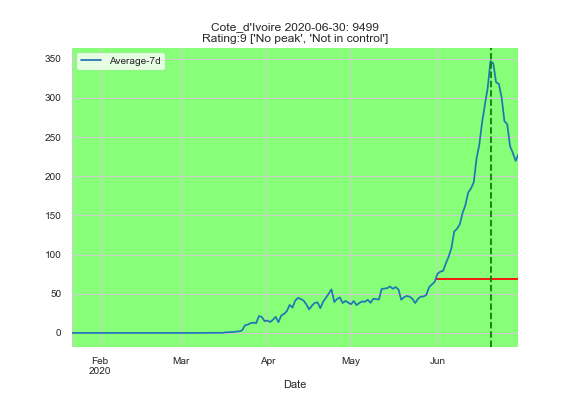 Cote_d'Ivoire 2020-06-30: 9499
Rating:9 ['No peak', 'Not in control']
Average-7d
350
300
250
200
150
100
50
0
Feb Mar Apr May Jun
2020
Date